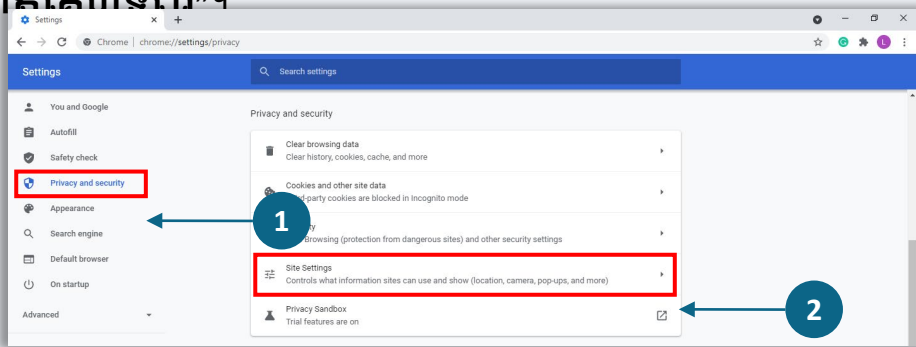 Settings
Chrome | chrome://settings/privacy
L
Settings
Search settings
You and Google
Autofill
Safety check
Privacy and security
Appearance
Search engine
Default browser
On startup
Advanced
Privacy and security
Clear browsing data
Clear history, cookies, cache, and more
Cookies and other site data
-party cookies are blocked in Incognito mode
Browsing (protection from dangerous sites) and other security settings
Site Settings
Controls what information sites can use and show (location, camera, pop-ups, and more)
Privacy Sandbox
Trial features are on
1
2